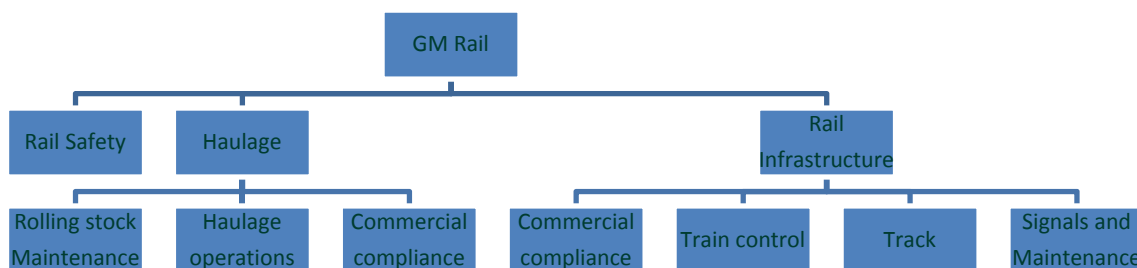 GM Rail
Rail Safety
Haulage
Rail
Infrastructure
Rolling stock
Maintenance
Haulage
operations
Commercial
compliance
Commercial
compliance
Train control
Track
Signals and
Maintenance